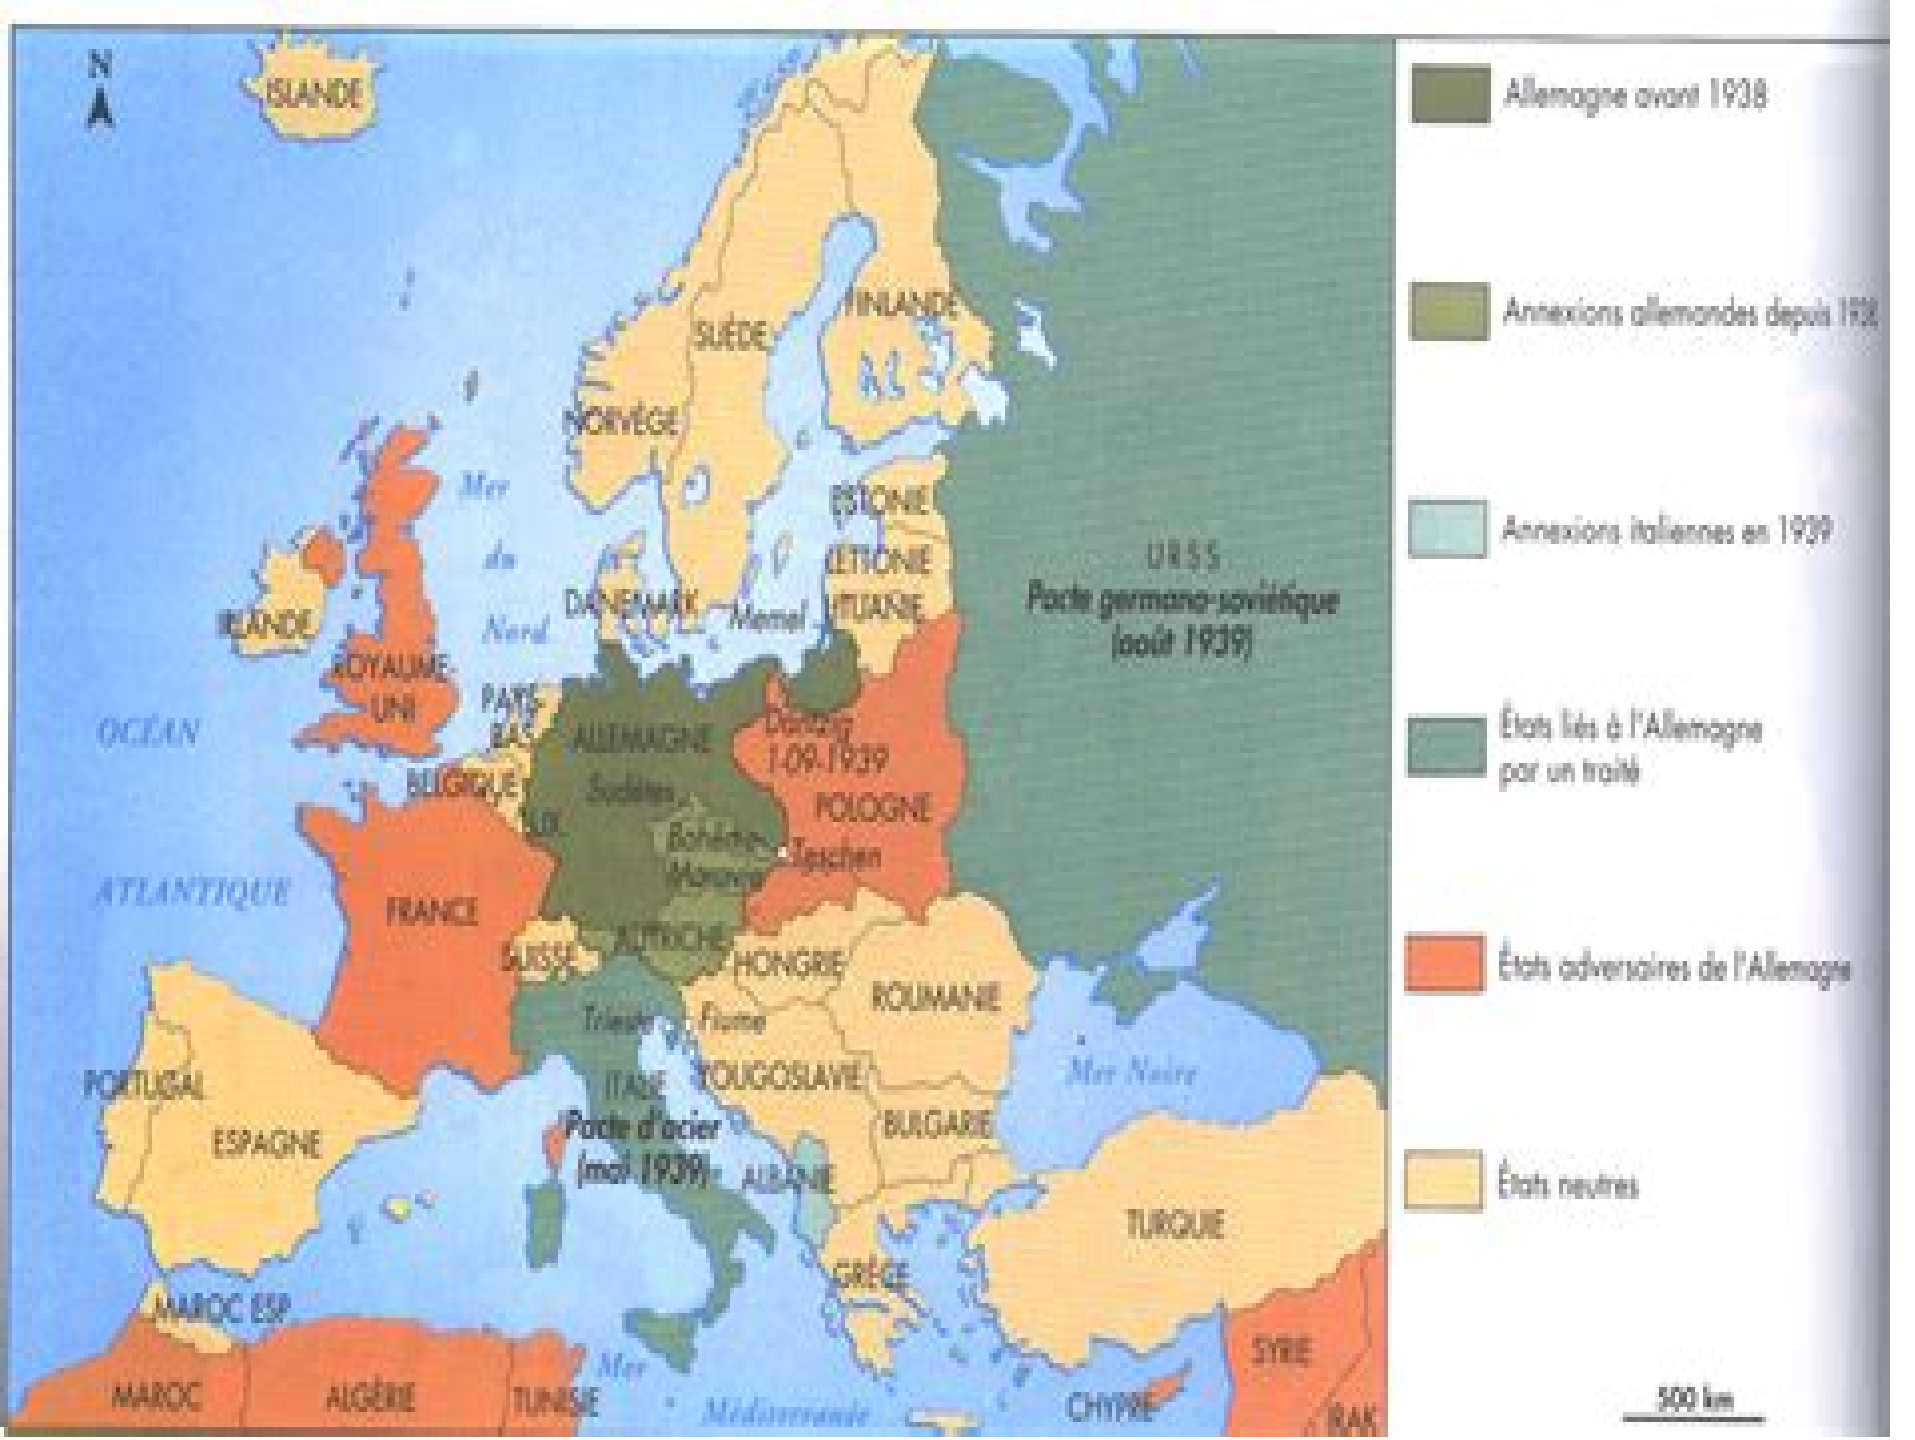 N
ISLANDE
FINLANDE
SUÈDE
NORVÈGE
Mer
du
Nord
ESTONIE
LETTONIE
DANEMARK
Memel
IRLANDE
ROYAUME-
UNI
PAYS-
BAS
BELGIQUE
LUX.
ALLEMAGNE
Sudètes
Bohême-
Moravie
Dantzig
1-09-1939
POLOGNE
Teschen
URSS
Pacte germano-soviétique
(août 1939)
OCÉAN
ATLANTIQUE
FRANCE
SUISSE
AUTRICHE
HONGRIE
ROUMANIE
Trieste
Fiume
YOUGOSLAVIE
ITALIE
Pacte d'acier
(mai 1939)
ALBANIE
BULGARIE
Mer Noire
PORTUGAL
ESPAGNE
GRÈCE
TURQUIE
MAROC ESP.
MAROC
ALGÉRIE
TUNISIE
Mer
Méditerranée
CHYPRE
SYRIE
IRAK
Allemagne avant 1938
Annexions allemandes depuis 1938
Annexions italiennes en 1939
États liés à l'Allemagne
par un traité
États adversaires de l'Allemagne
États neutres
500 km